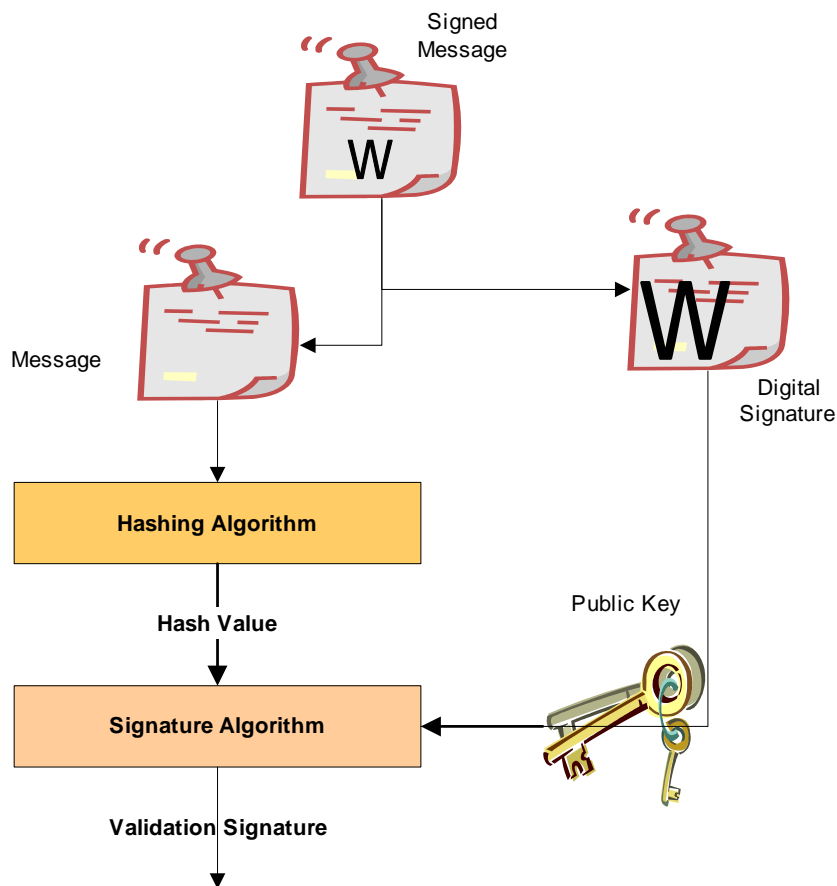 Signed
Message
W
W
Message
Digital
Signature
Hashing Algorithm
Public Key
Hash Value
Signature Algorithm
Validation Signature